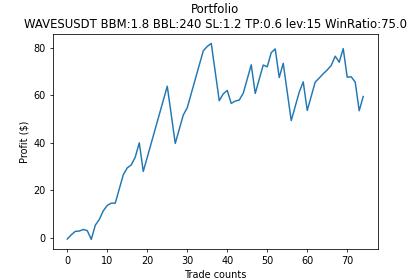 Portfolio
WAVESUSDT BBM:1.8 BBL:240 SL:1.2 TP:0.6 lev:15 WinRatio:75.0
80
60
40
20
0
Profit ($)
0 10 20 30 40 50 60 70
Trade counts